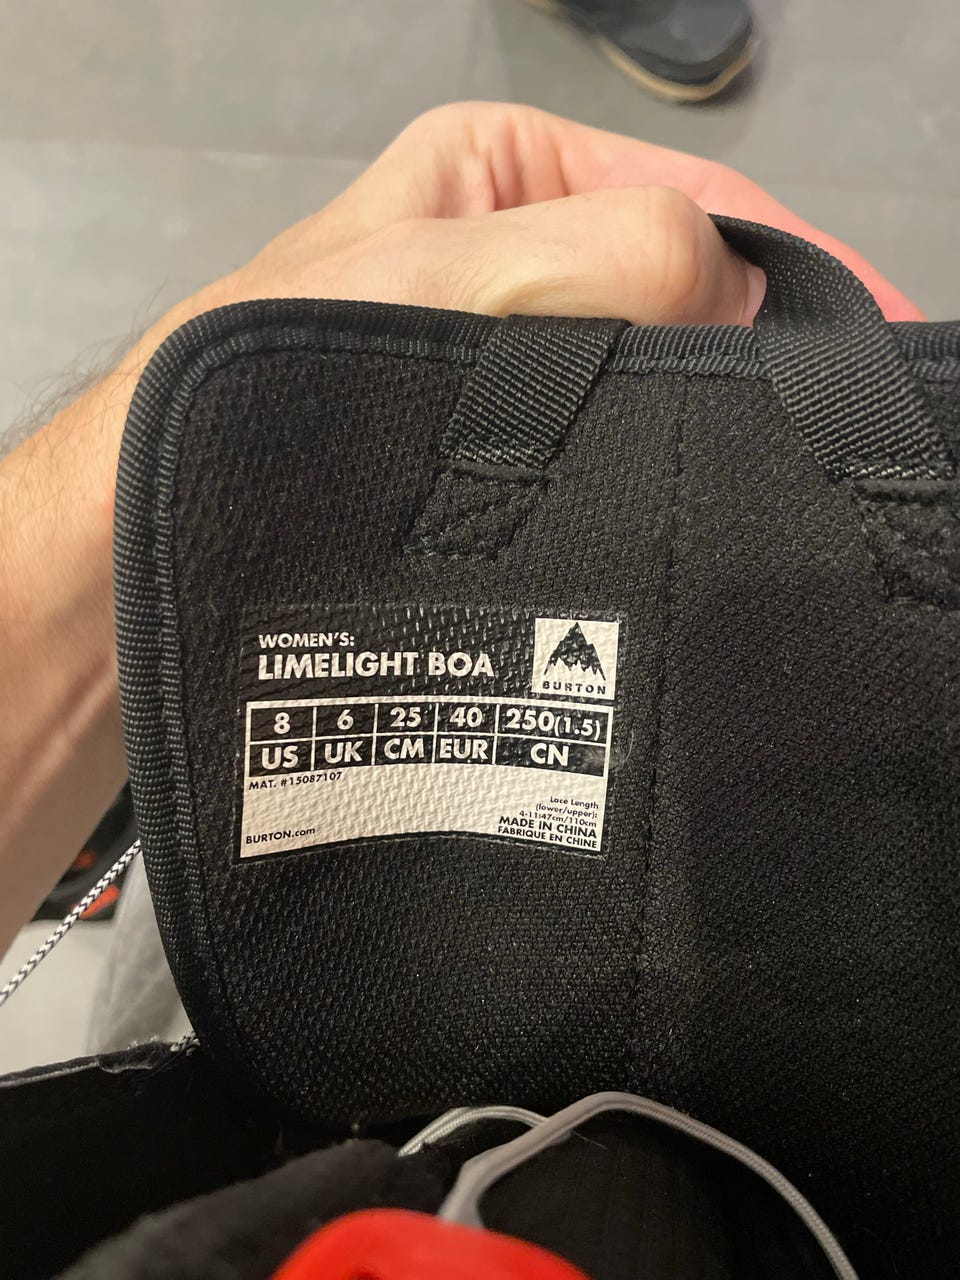 WOMEN'S:
LIMELIGHT BOA
BURTON
8 6 25 40 250(1.5)
US UK CM EUR CN
MAT. #15087107
Lace Length
(lower/upper):
4-11:47cm/110cm
MADE IN CHINA
FABRIQUE EN CHINE
BURTON.com